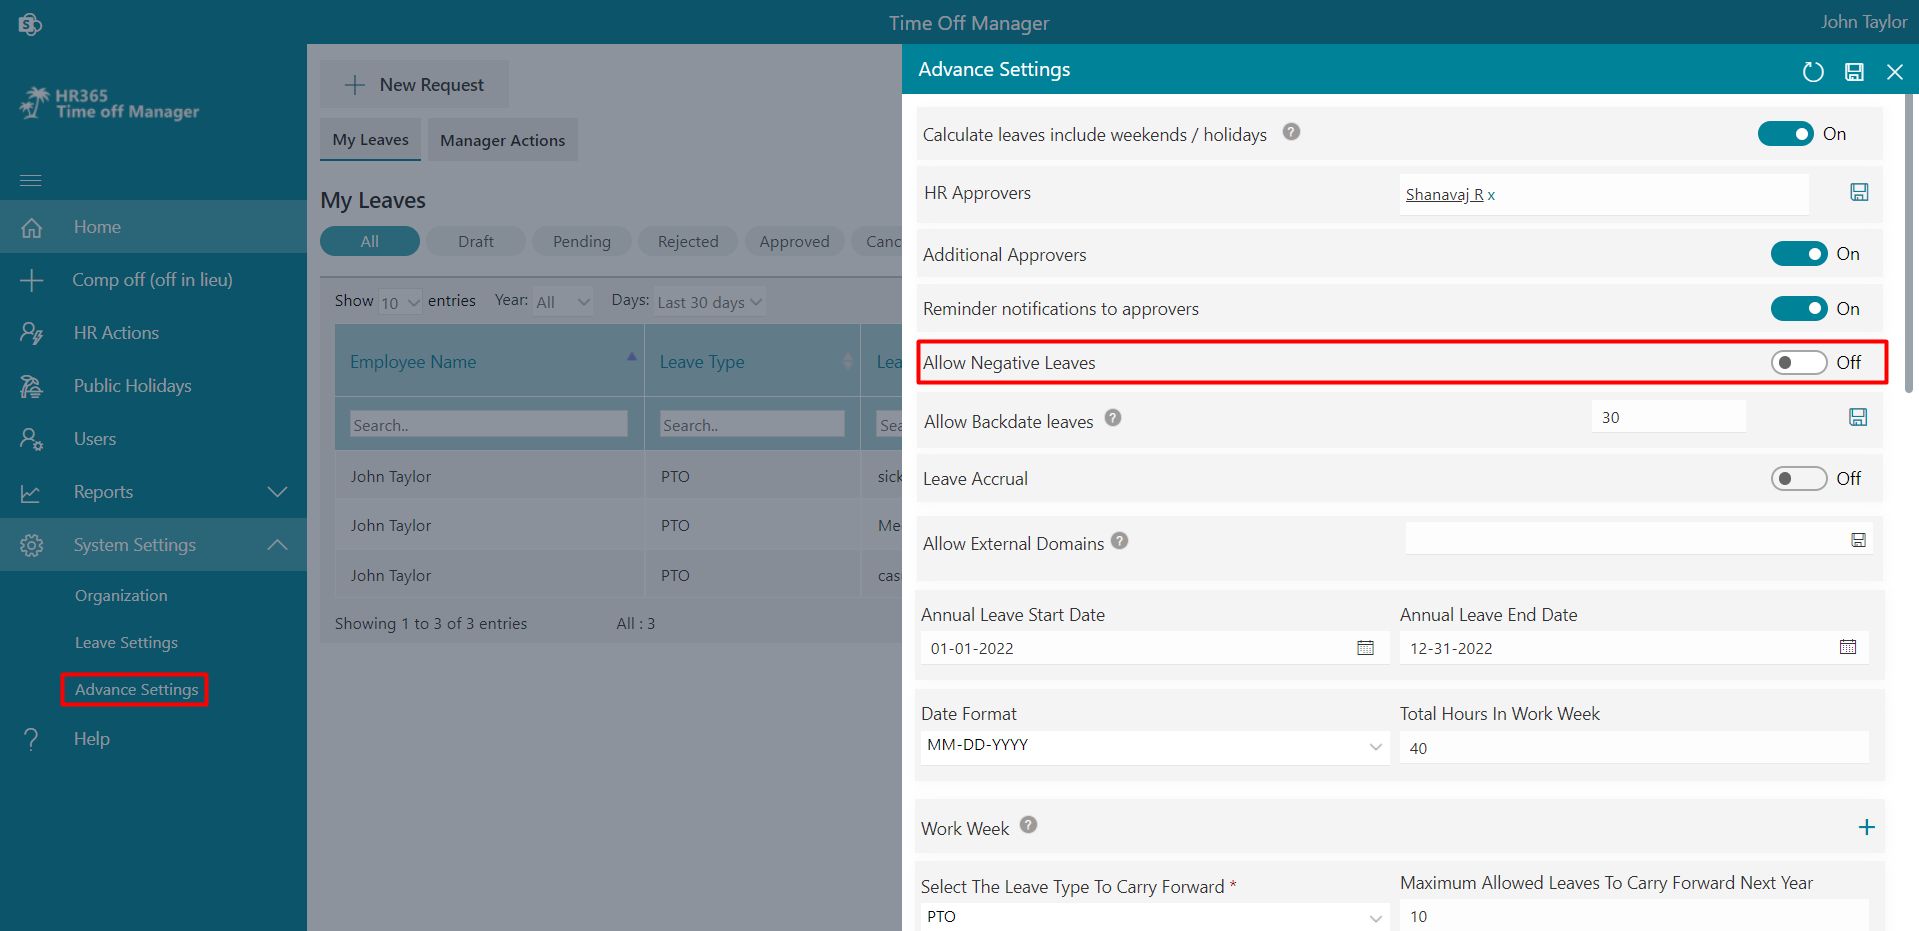 Time Off Manager
John Taylor
HR365
Time off Manager
Home
Comp off (off in lieu)
HR Actions
Public Holidays
Users
Reports
System Settings
Organization
Leave Settings
Advance Settings
Help
New Request
My Leaves
Manager Actions
My Leaves
All
Draft
Pending
Rejected
Approved
Canc
Show 10 entries
Year: All
Days: Last 30 days
Employee Name
Leave Type
Lea
Search..
Search..
Sea
John Taylor
PTO
sick
John Taylor
PTO
Me
John Taylor
PTO
cas
Showing 1 to 3 of 3 entries
All : 3
Advance Settings
Calculate leaves include weekends / holidays ?
On
HR Approvers
Shanavaj R x
Additional Approvers
On
Reminder notifications to approvers
On
Allow Negative Leaves
Off
Allow Backdate leaves ?
30
Leave Accrual
Off
Allow External Domains ?
Annual Leave Start Date
Annual Leave End Date
01-01-2022
12-31-2022
Date Format
Total Hours In Work Week
MM-DD-YYYY
40
Work Week ?
Select The Leave Type To Carry Forward *
Maximum Allowed Leaves To Carry Forward Next Year
PTO
10